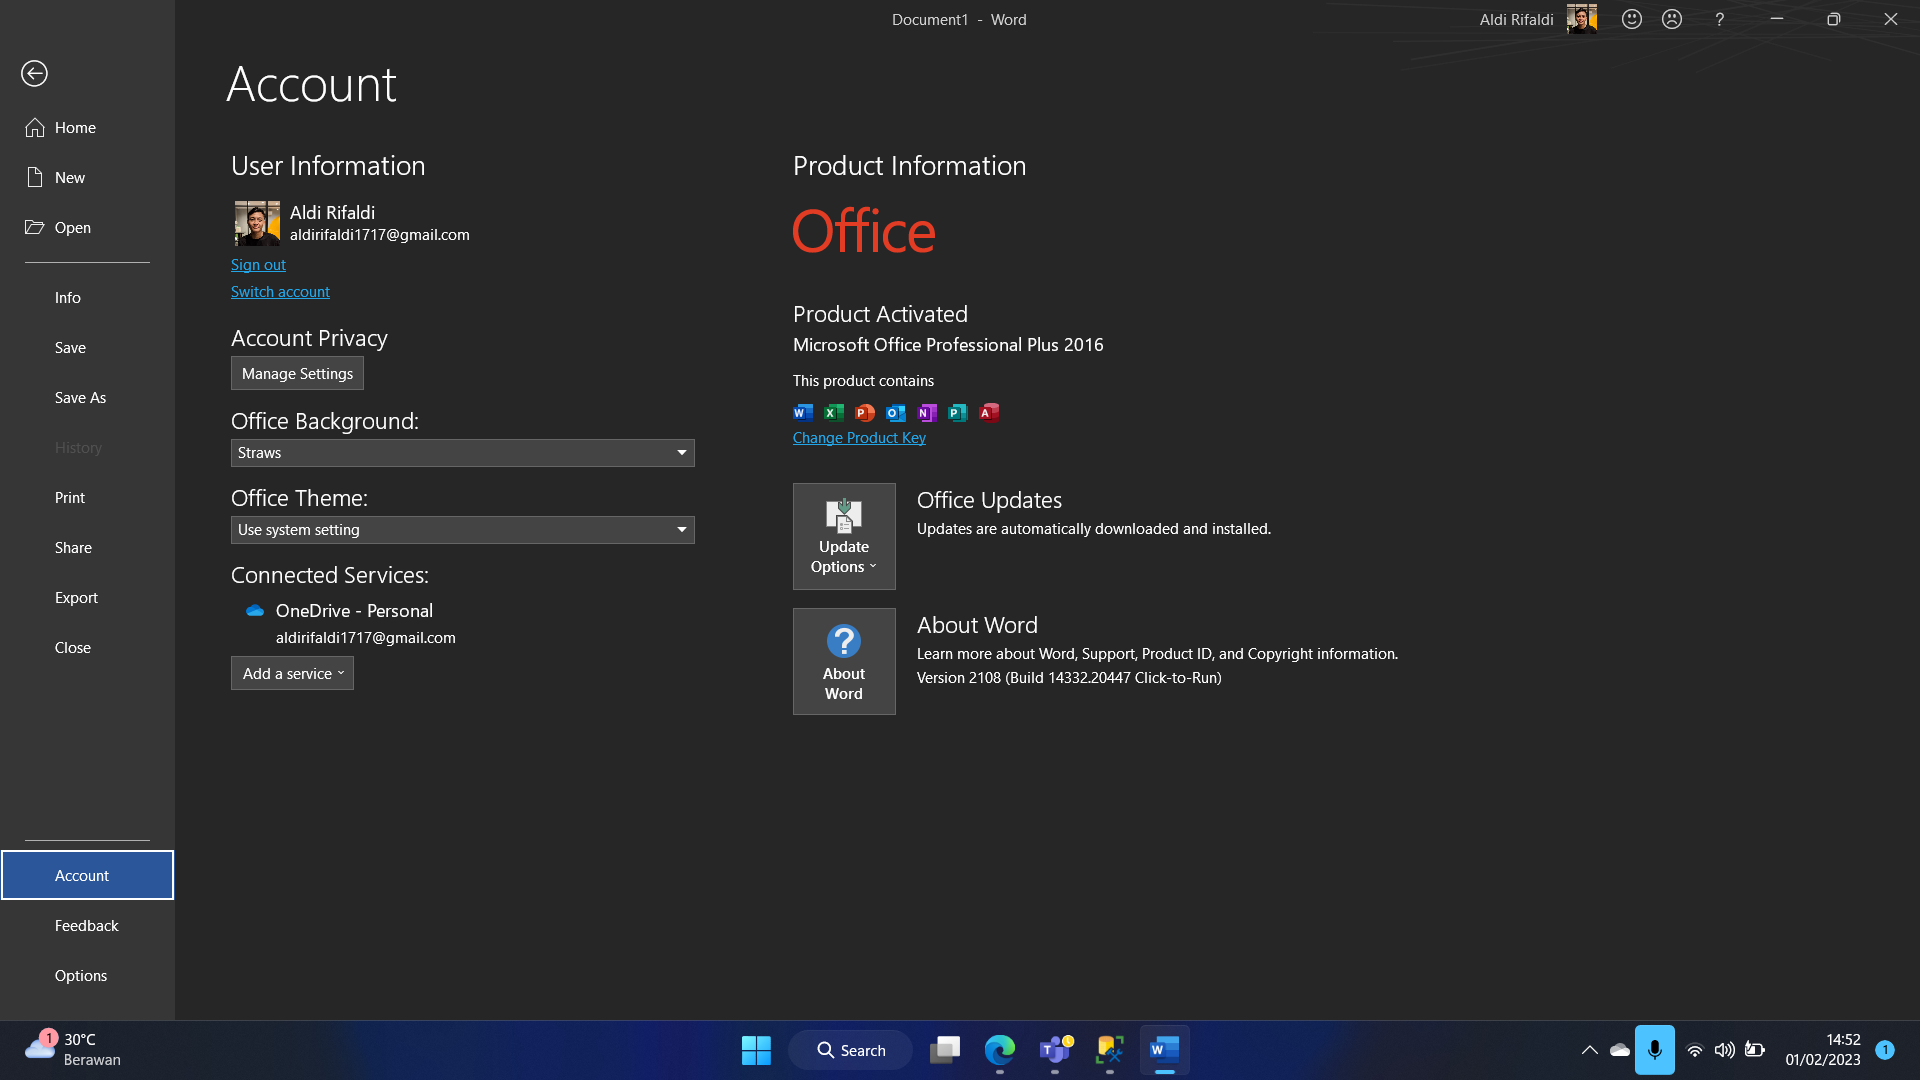 Document1 - Word
Aldi Rifaldi
?
Home
New
Open
Info
Save
Save As
History
Print
Share
Export
Close
Account
Feedback
Options
Account
User Information
Aldi Rifaldi
aldirifaldi1717@gmail.com
Sign out
Switch account
Account Privacy
Manage Settings
Office Background:
Straws
Office Theme:
Use system setting
Connected Services:
OneDrive - Personal
aldirifaldi1717@gmail.com
Add a service
Product Information
Office
Product Activated
Microsoft Office Professional Plus 2016
This product contains
W X P O N P A
Change Product Key
Update
Options
Office Updates
Updates are automatically downloaded and installed.
?
About
Word
About Word
Learn more about Word, Support, Product ID, and Copyright information.
Version 2108 (Build 14332.20447 Click-to-Run)
1
30°C
Berawan
Search
T
W
14:52
01/02/2023
1